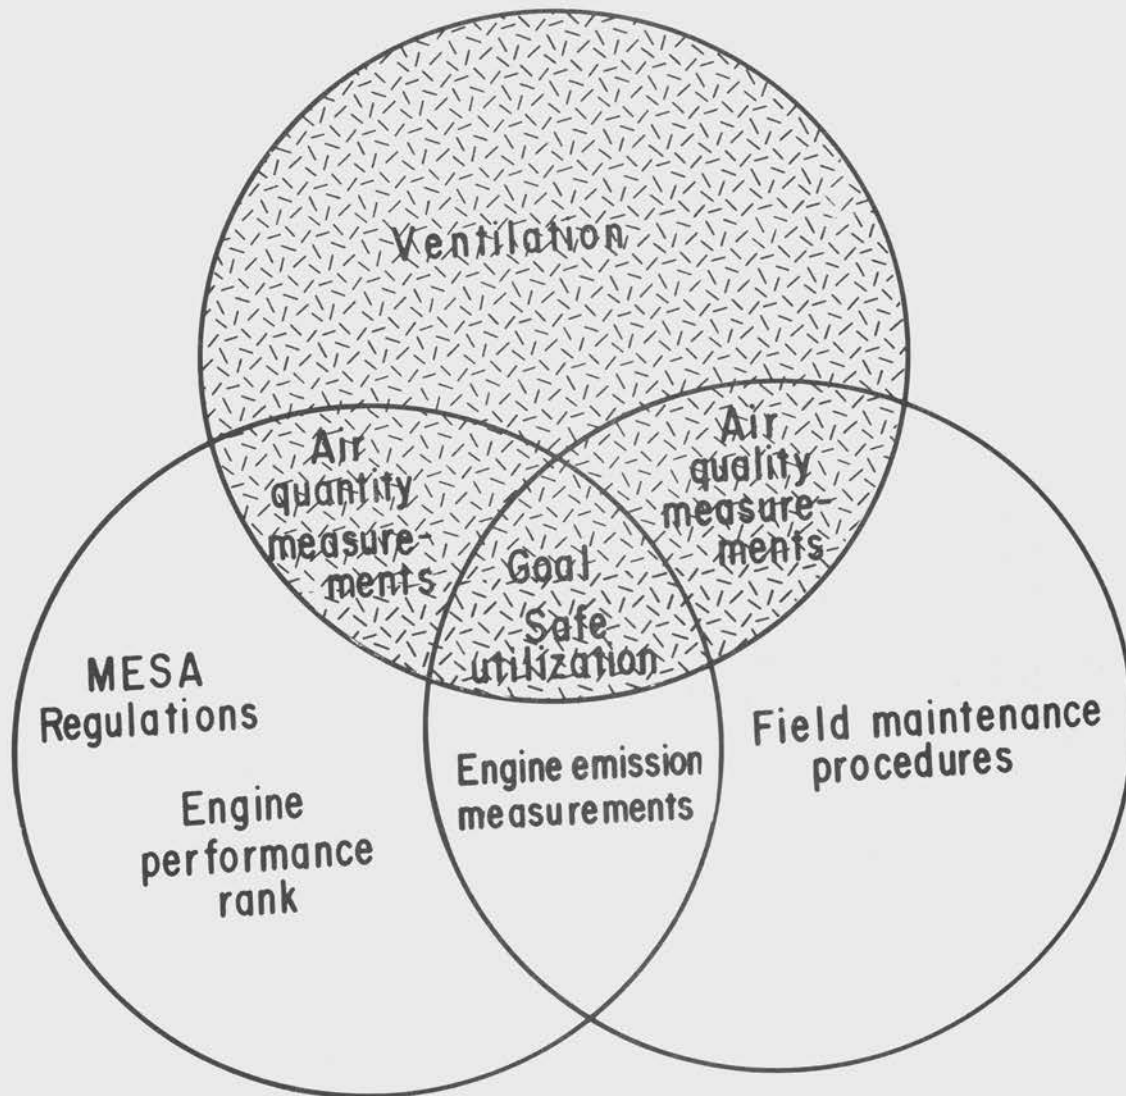 Ventilation
Air
quantity
measure-
ments
Air
quality
measure-
ments
Goal
Safe
utilization
MESA
Regulations
Engine
performance
rank
Engine emission
measurements
Field maintenance
procedures